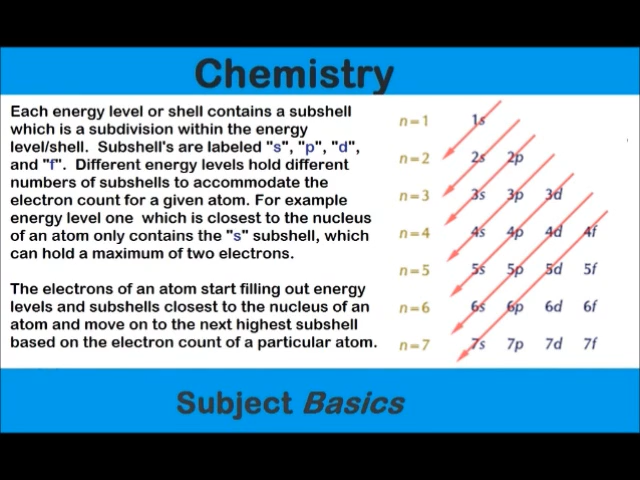 Chemistry
Each energy level or shell contains a subshell
which is a subdivision within the energy
level/shell. Subshell's are labeled "s", "p", "d",
and "f". Different energy levels hold different
numbers of subshells to accommodate the
electron count for a given atom. For example
energy level one which is closest to the nucleus
of an atom only contains the "s" subshell, which
can hold a maximum of two electrons.
The electrons of an atom start filling out energy
levels and subshells closest to the nucleus of an
atom and move on to the next highest subshell
based on the electron count of a particular atom.
n=1 1s
n=2 2s 2p
n=3 3s 3p 3d
n=4 4s 4p 4d 4f
n=5 5s 5p 5d 5f
n=6 6s 6p 6d 6f
n=7 7s 7p 7d 7f
Subject Basics